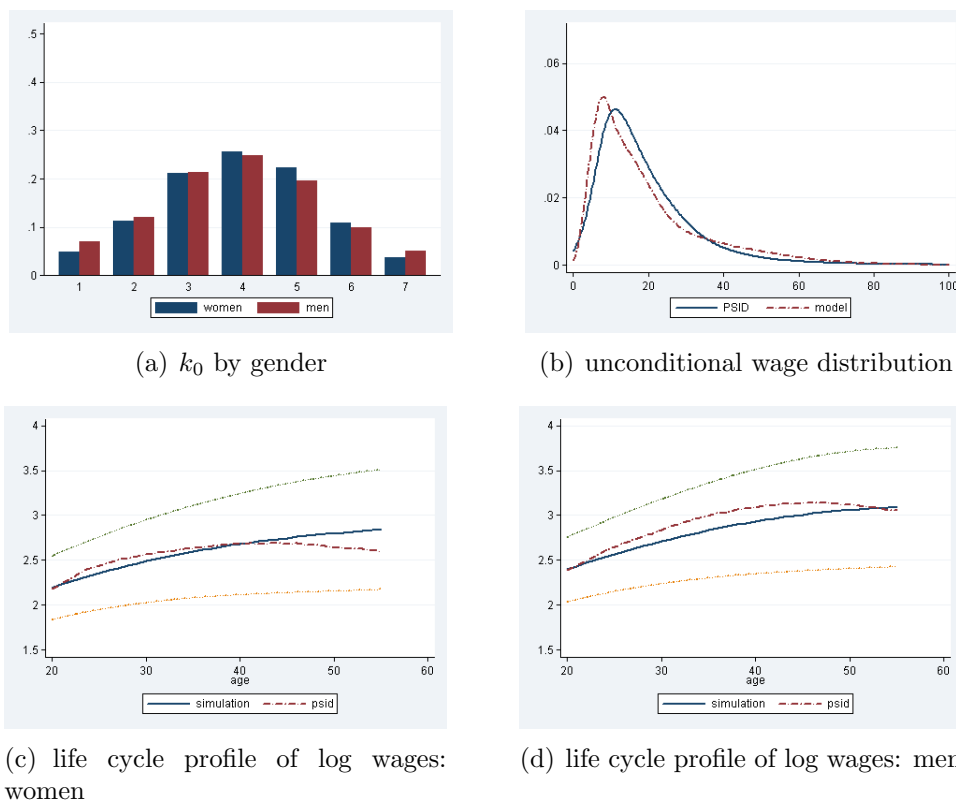 .5
.4
.3
.2
.1
0
1 2 3 4 5 6 7
women men
(a) k₀ by gender
.06
.04
.02
0
0 20 40 60 80 100
PSID model
(b) unconditional wage distribution
4
3.5
3
2.5
2
1.5
20 30 40 50 60
age
simulation psid
(c) life cycle profile of log wages:
women
4
3.5
3
2.5
2
1.5
20 30 40 50 60
age
simulation psid
(d) life cycle profile of log wages: men